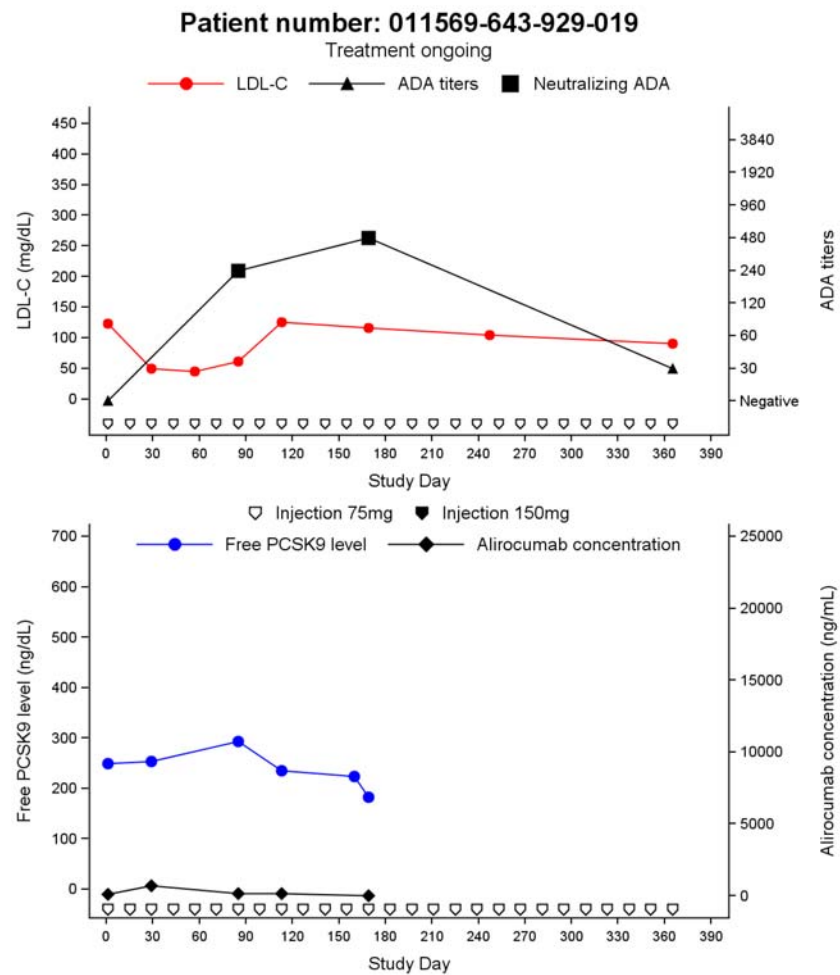 Patient number: 011569-643-929-019
Treatment ongoing
LDL-C ADA titers Neutralizing ADA
LDL-C (mg/dL)
450
400
350
300
250
200
150
100
50
0
3840
1920
960
480
240
120
60
30
Negative
ADA titers
0 30 60 90 120 150 180 210 240 270 300 330 360 390
Study Day
Injection 75mg Injection 150mg
Free PCSK9 level Alirocumab concentration
Free PCSK9 level (ng/dL)
700
600
500
400
300
200
100
0
25000
20000
15000
10000
5000
0
Alirocumab concentration (ng/mL)
0 30 60 90 120 150 180 210 240 270 300 330 360 390
Study Day